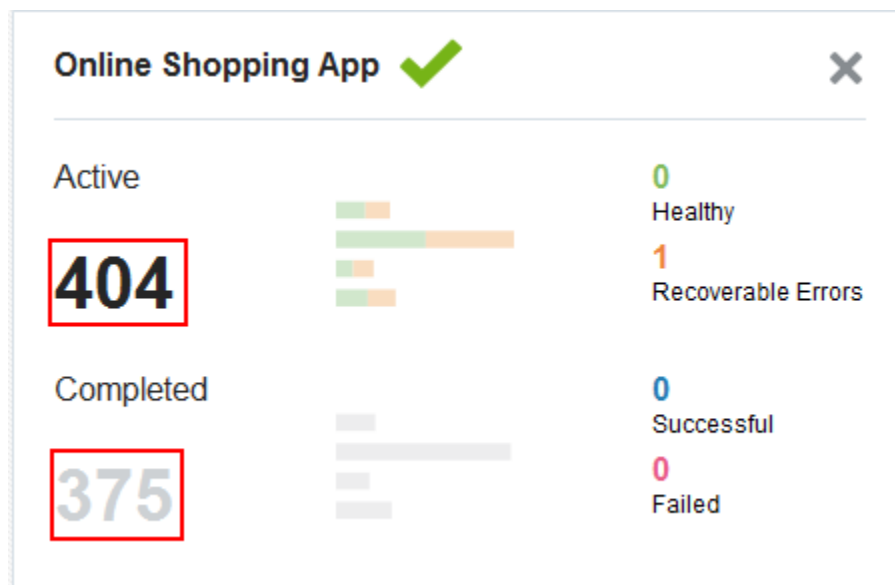 Online Shopping App
Active
404
0
Healthy
1
Recoverable Errors
Completed
375
0
Successful
0
Failed